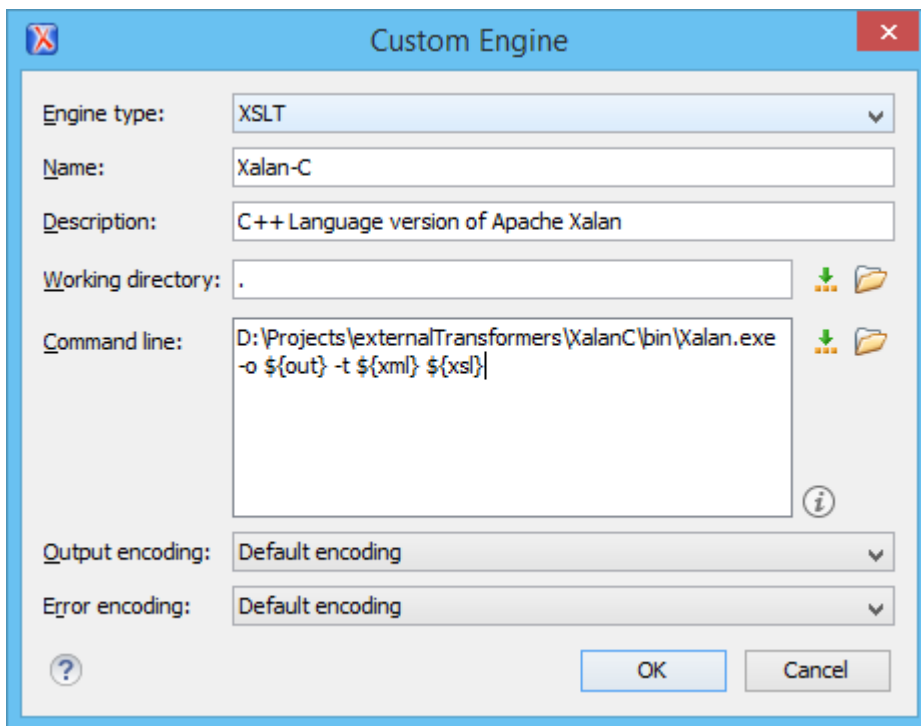 Custom Engine
Engine type: XSLT
Name: Xalan-C
Description: C++ Language version of Apache Xalan
Working directory: .
Command line: D:\Projects\externalTransformers\XalanC\bin\Xalan.exe
-o ${out} -t ${xml} ${xsl}
Output encoding: Default encoding
Error encoding: Default encoding
OK Cancel